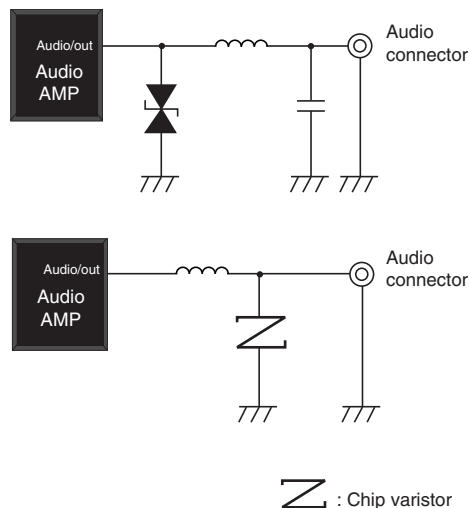 Audio/out
Audio
AMP
Audio
connector
Audio/out
Audio
AMP
Audio
connector
: Chip varistor